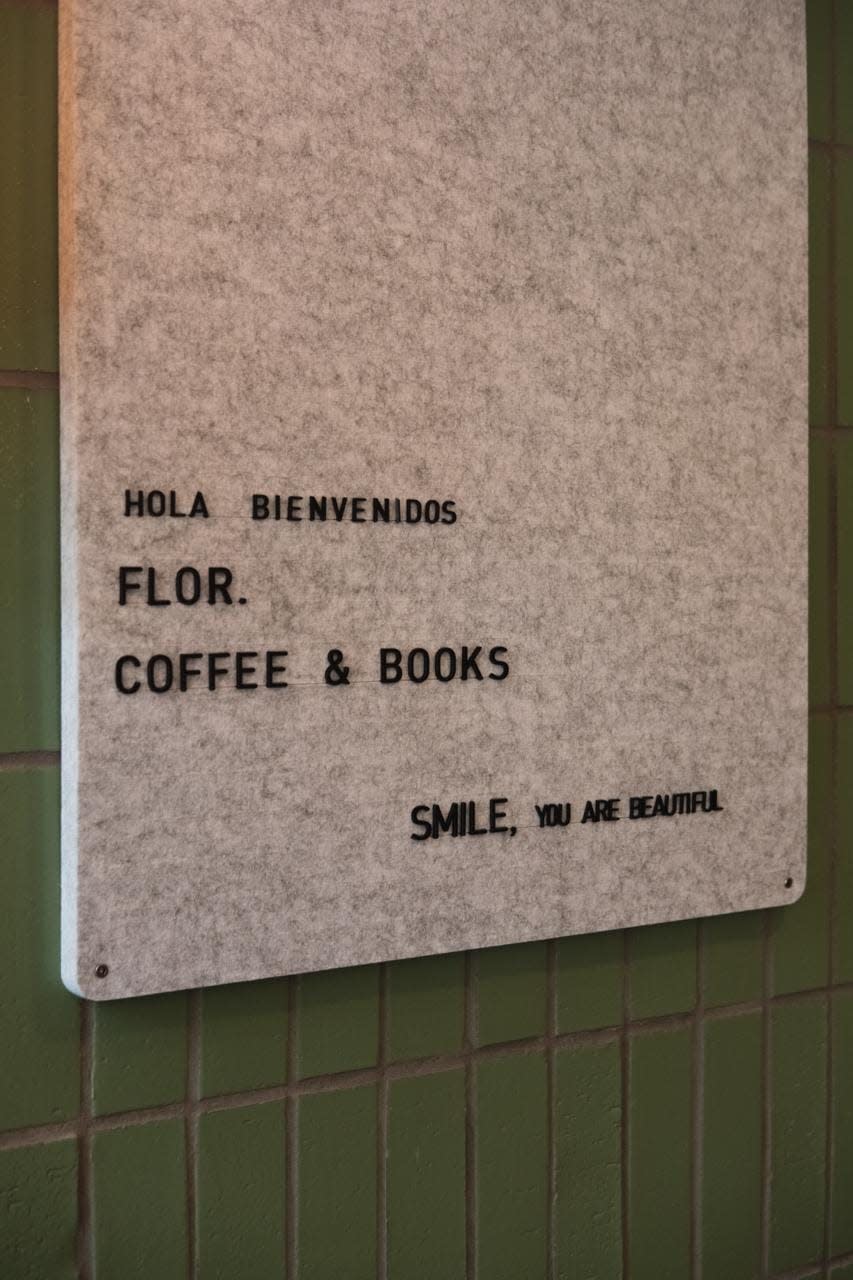 HOLA BIENVENIDOS
FLOR.
COFFEE & BOOKS
SMILE, YOU ARE BEAUTIFUL